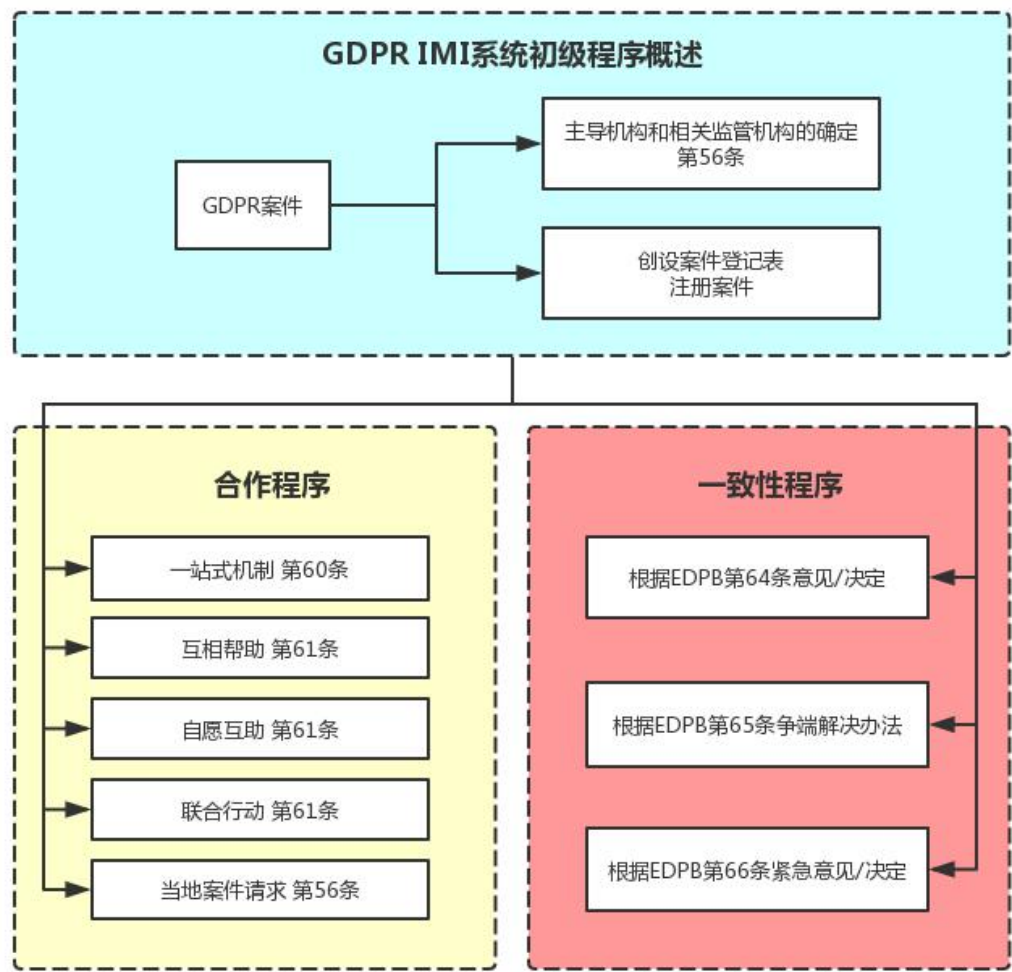 GDPR IMI系统初级程序概述
GDPR案件
主导机构和相关监管机构的确定
第56条
创设案件登记表
注册案件
合作程序
一站式机制 第60条
互相帮助 第61条
自愿互助 第61条
联合行动 第61条
当地案件请求 第56条
一致性程序
根据EDPB第64条意见/决定
根据EDPB第65条争端解决办法
根据EDPB第66条紧急意见/决定